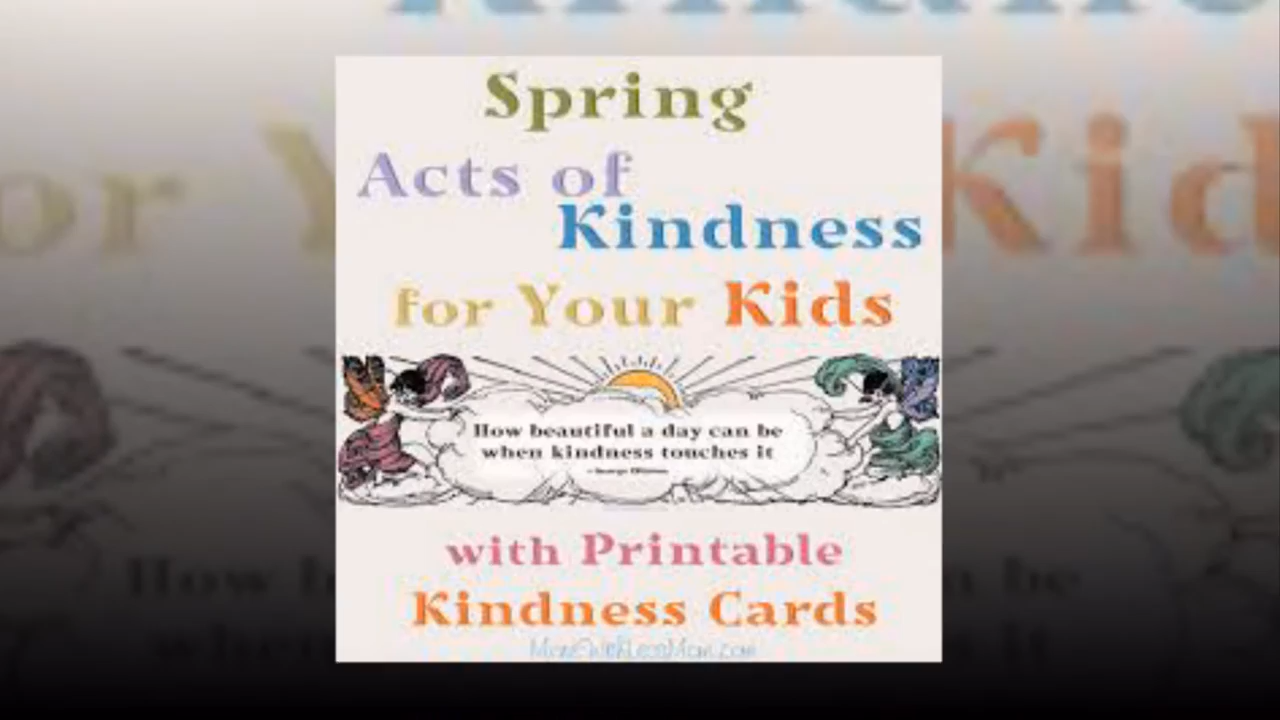 Spring
Acts of
Kindness
for Your Kids
How beautiful a day can be
when kindness touches it
with Printable
Kindness Cards